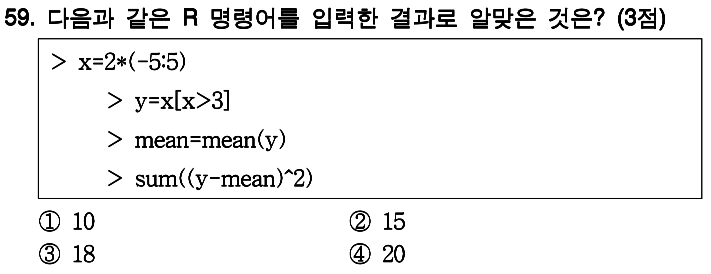 59. 다음과 같은 R 명령어를 입력한 결과로 알맞은 것은? (3점)
> x=2*(-5:5)
> y=x[x>3]
> mean=mean(y)
> sum((y-mean)^2)
① 10 ② 15
③ 18 ④ 20